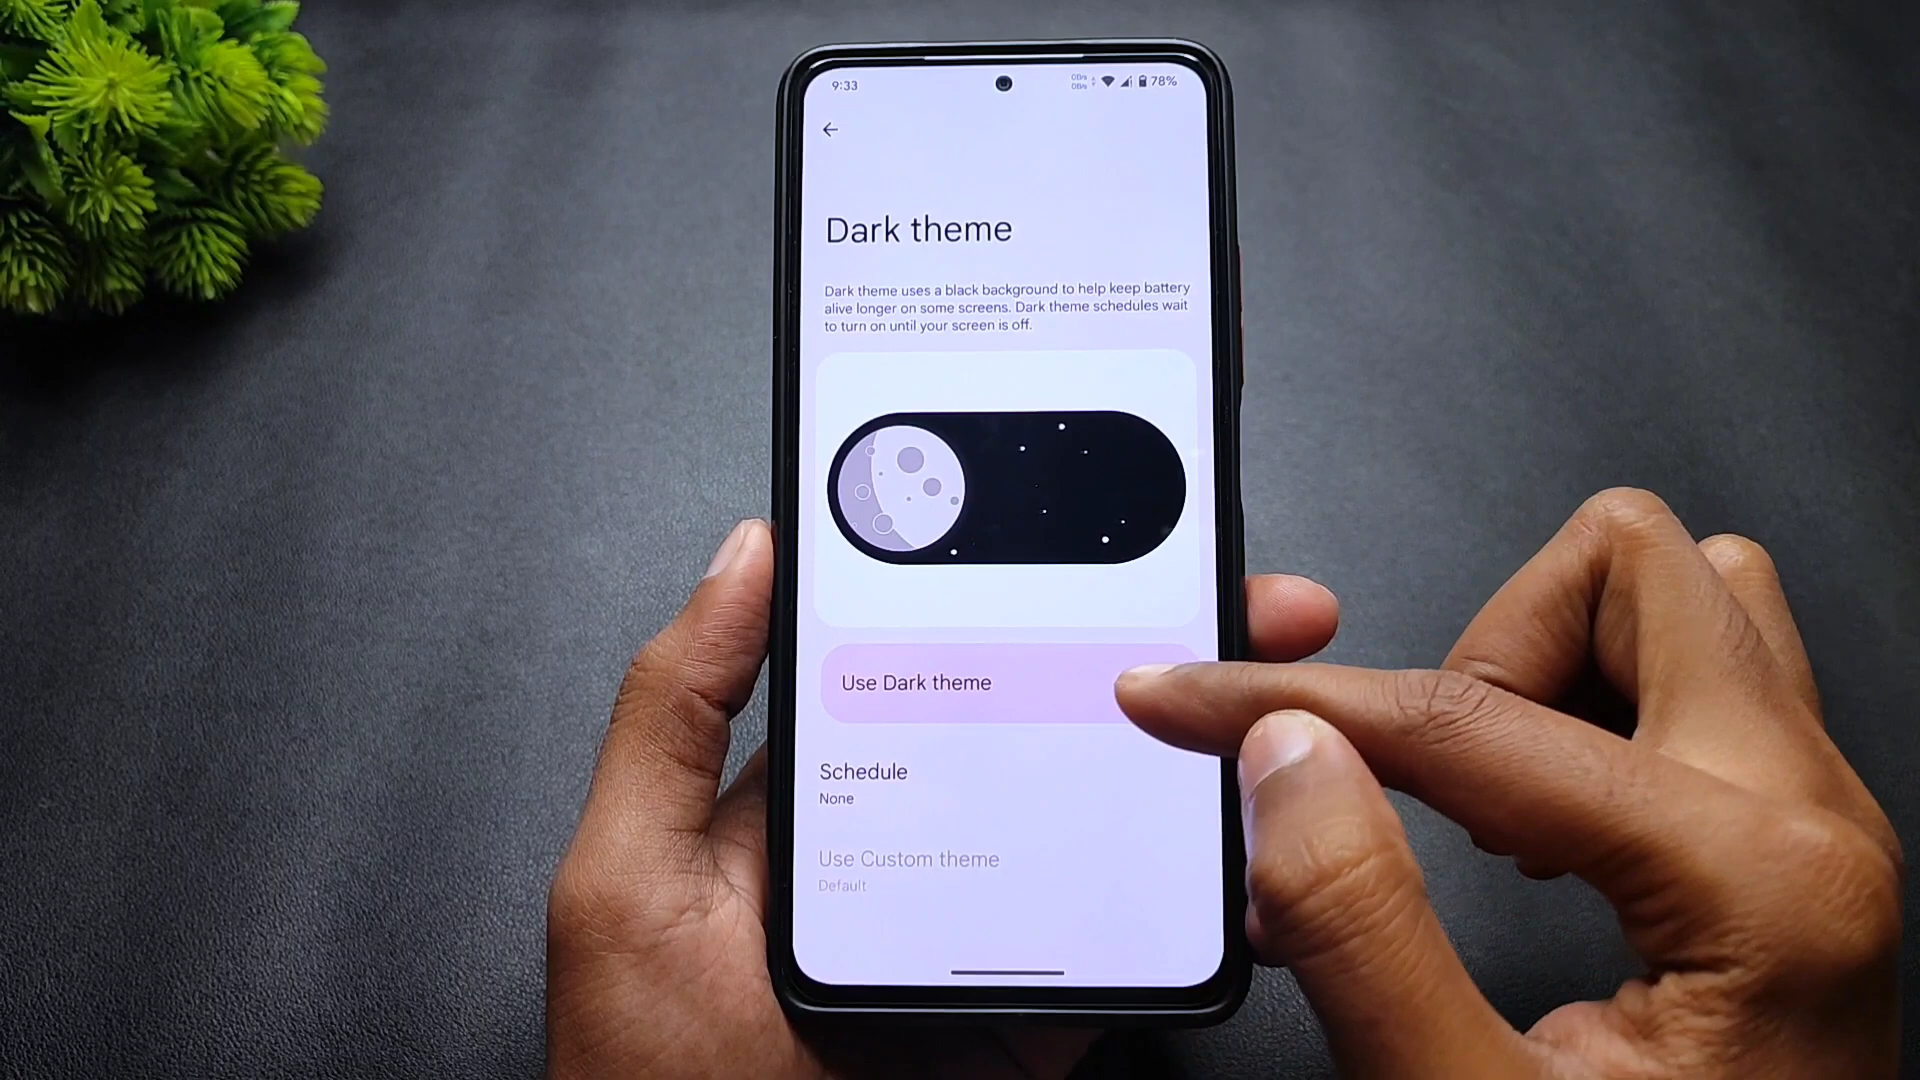 9:33
0B/s
0B/s
78%
Dark theme
Dark theme uses a black background to help keep battery
alive longer on some screens. Dark theme schedules wait
to turn on until your screen is off.
Use Dark theme
Schedule
None
Use Custom theme
Default